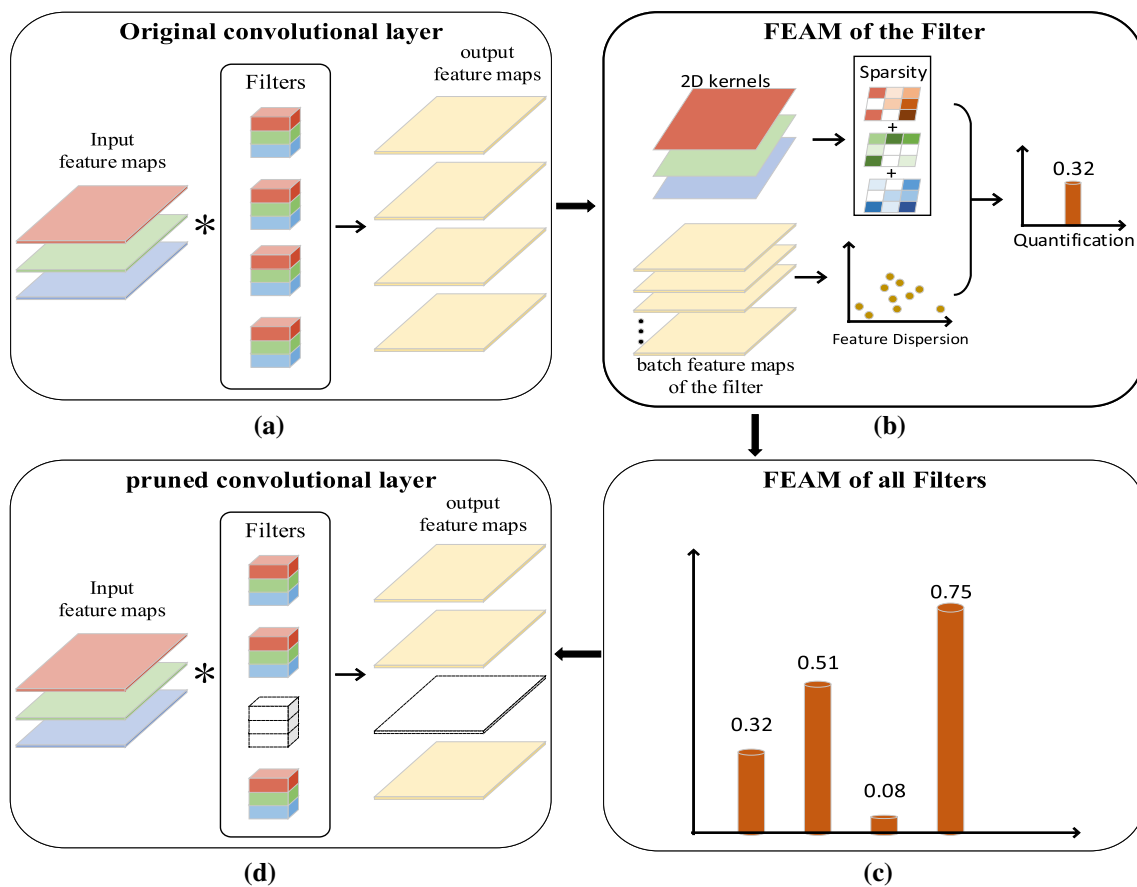 Original convolutional layer
Input
feature maps
*
Filters
output
feature maps
(a)
FEAM of the Filter
2D kernels
Sparsity
+
+
batch feature maps
of the filter
Feature Dispersion
0.32
Quantification
(b)
FEAM of all Filters
0.32
0.51
0.08
0.75
(c)
pruned convolutional layer
Input
feature maps
*
Filters
output
feature maps
(d)